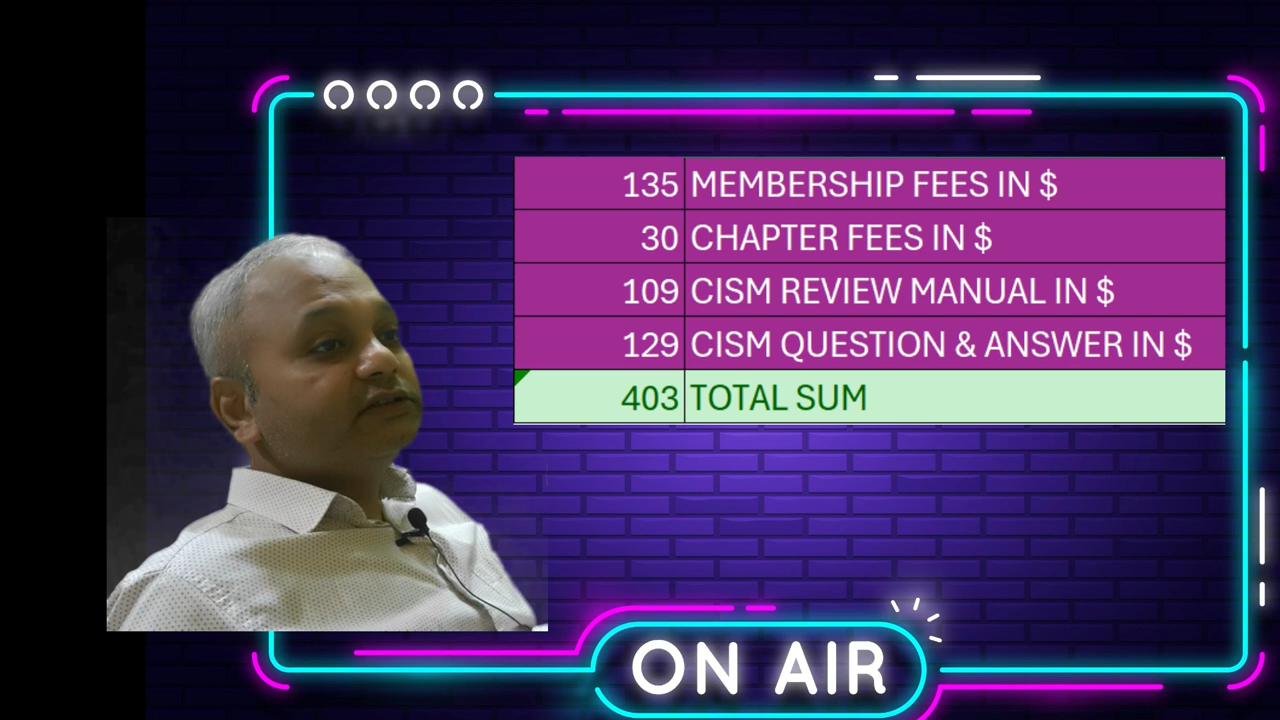 135 MEMBERSHIP FEES IN $
30 CHAPTER FEES IN $
109 CISM REVIEW MANUAL IN $
129 CISM QUESTION & ANSWER IN $
403 TOTAL SUM
ON AIR